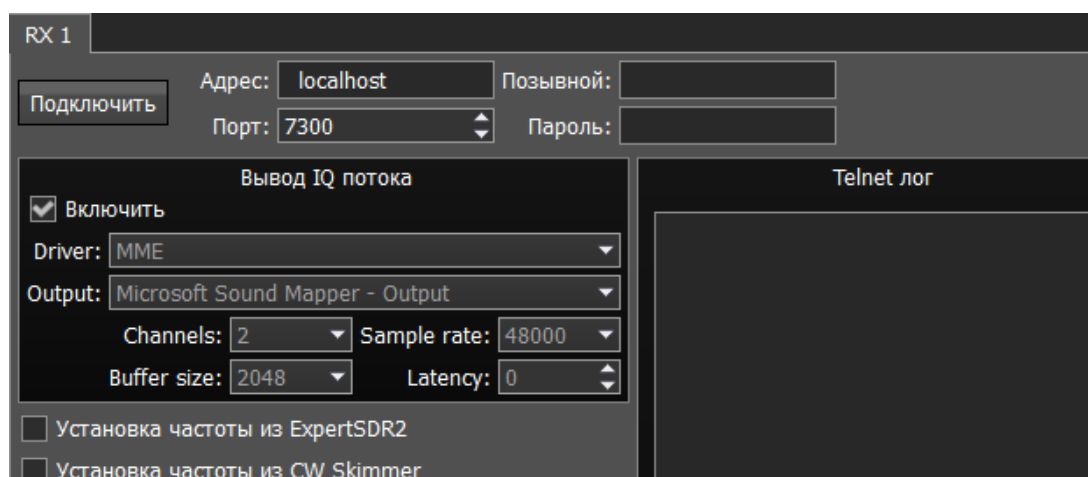 RX 1
Подключить
Адрес: localhost Позывной:
Порт: 7300 Пароль:
Вывод IQ потока
Включить
Driver: MME
Output: Microsoft Sound Mapper - Output
Channels: 2 Sample rate: 48000
Buffer size: 2048 Latency: 0
Установка частоты из ExpertSDR2
Установка частоты из CW Skimmer
Telnet лог